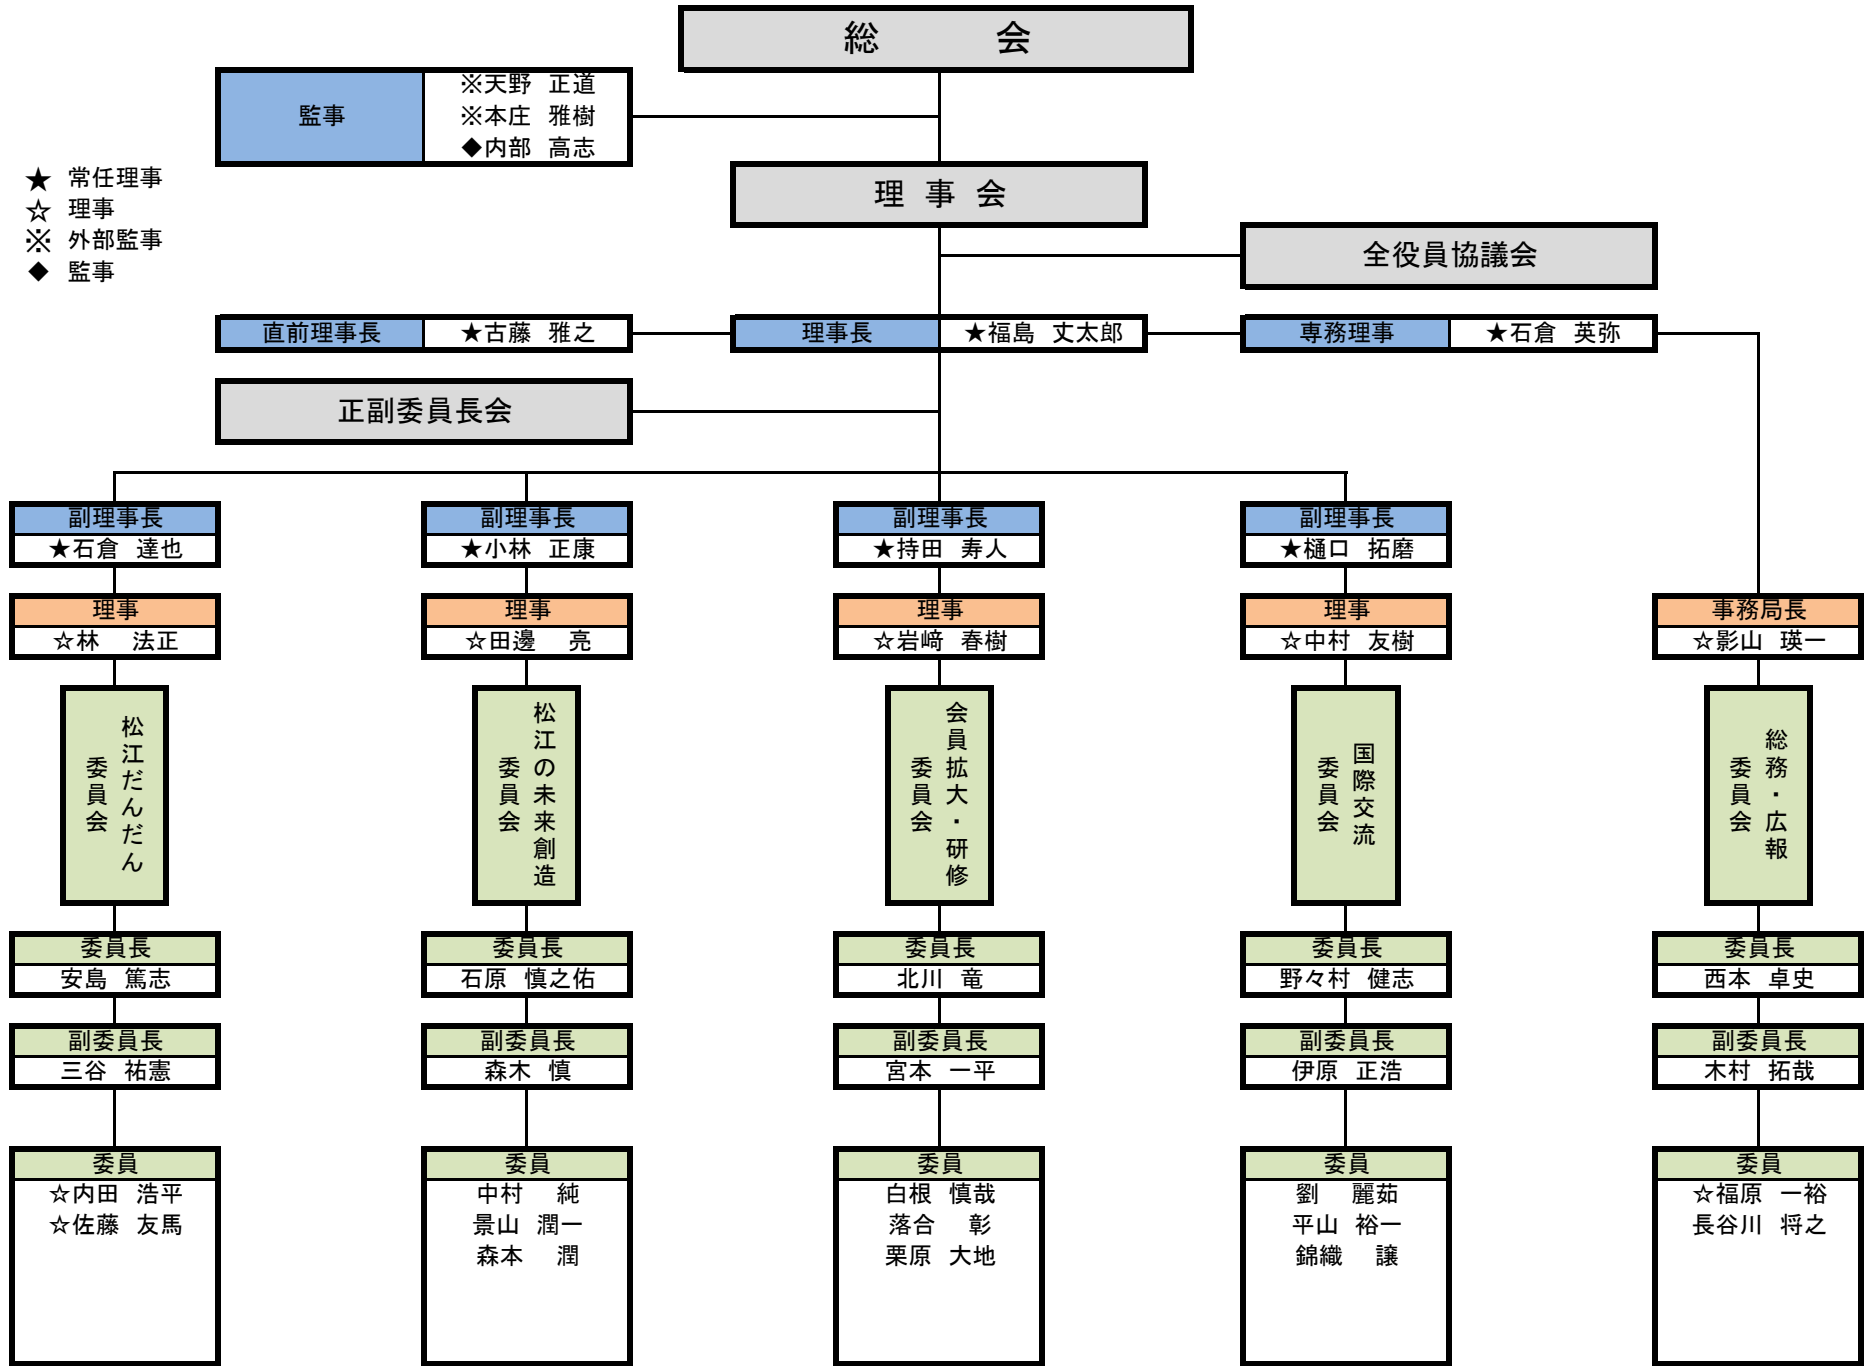 総 会
監事
※天野 正道
※本庄 雅樹
◆内部 高志
★ 常任理事
☆ 理事
※ 外部監事
◆ 監事
理 事 会
全役員協議会
直前理事長 ★古藤 雅之
理事長 ★福島 丈太郎
専務理事 ★石倉 英弥
正副委員長会
副理事長
★石倉 達也
理事
☆林 法正
松江だんだん
委員会
委員長
安島 篤志
副委員長
三谷 祐憲
委員
☆内田 浩平
☆佐藤 友馬
副理事長
★小林 正康
理事
☆田邊 亮
松江の未来創造
委員会
委員長
石原 慎之佑
副委員長
森木 慎
委員
中村 純
景山 潤一
森本 潤
副理事長
★持田 寿人
理事
☆岩﨑 春樹
会員拡大・研修
委員会
委員長
北川 竜
副委員長
宮本 一平
委員
白根 慎哉
落合 彰
栗原 大地
副理事長
★樋口 拓磨
理事
☆中村 友樹
国際交流
委員会
委員長
野々村 健志
副委員長
伊原 正浩
委員
劉 麗茹
平山 裕一
錦織 譲
事務局長
☆影山 瑛一
総務・広報
委員会
委員長
西本 卓史
副委員長
木村 拓哉
委員
☆福原 一裕
長谷川 将之